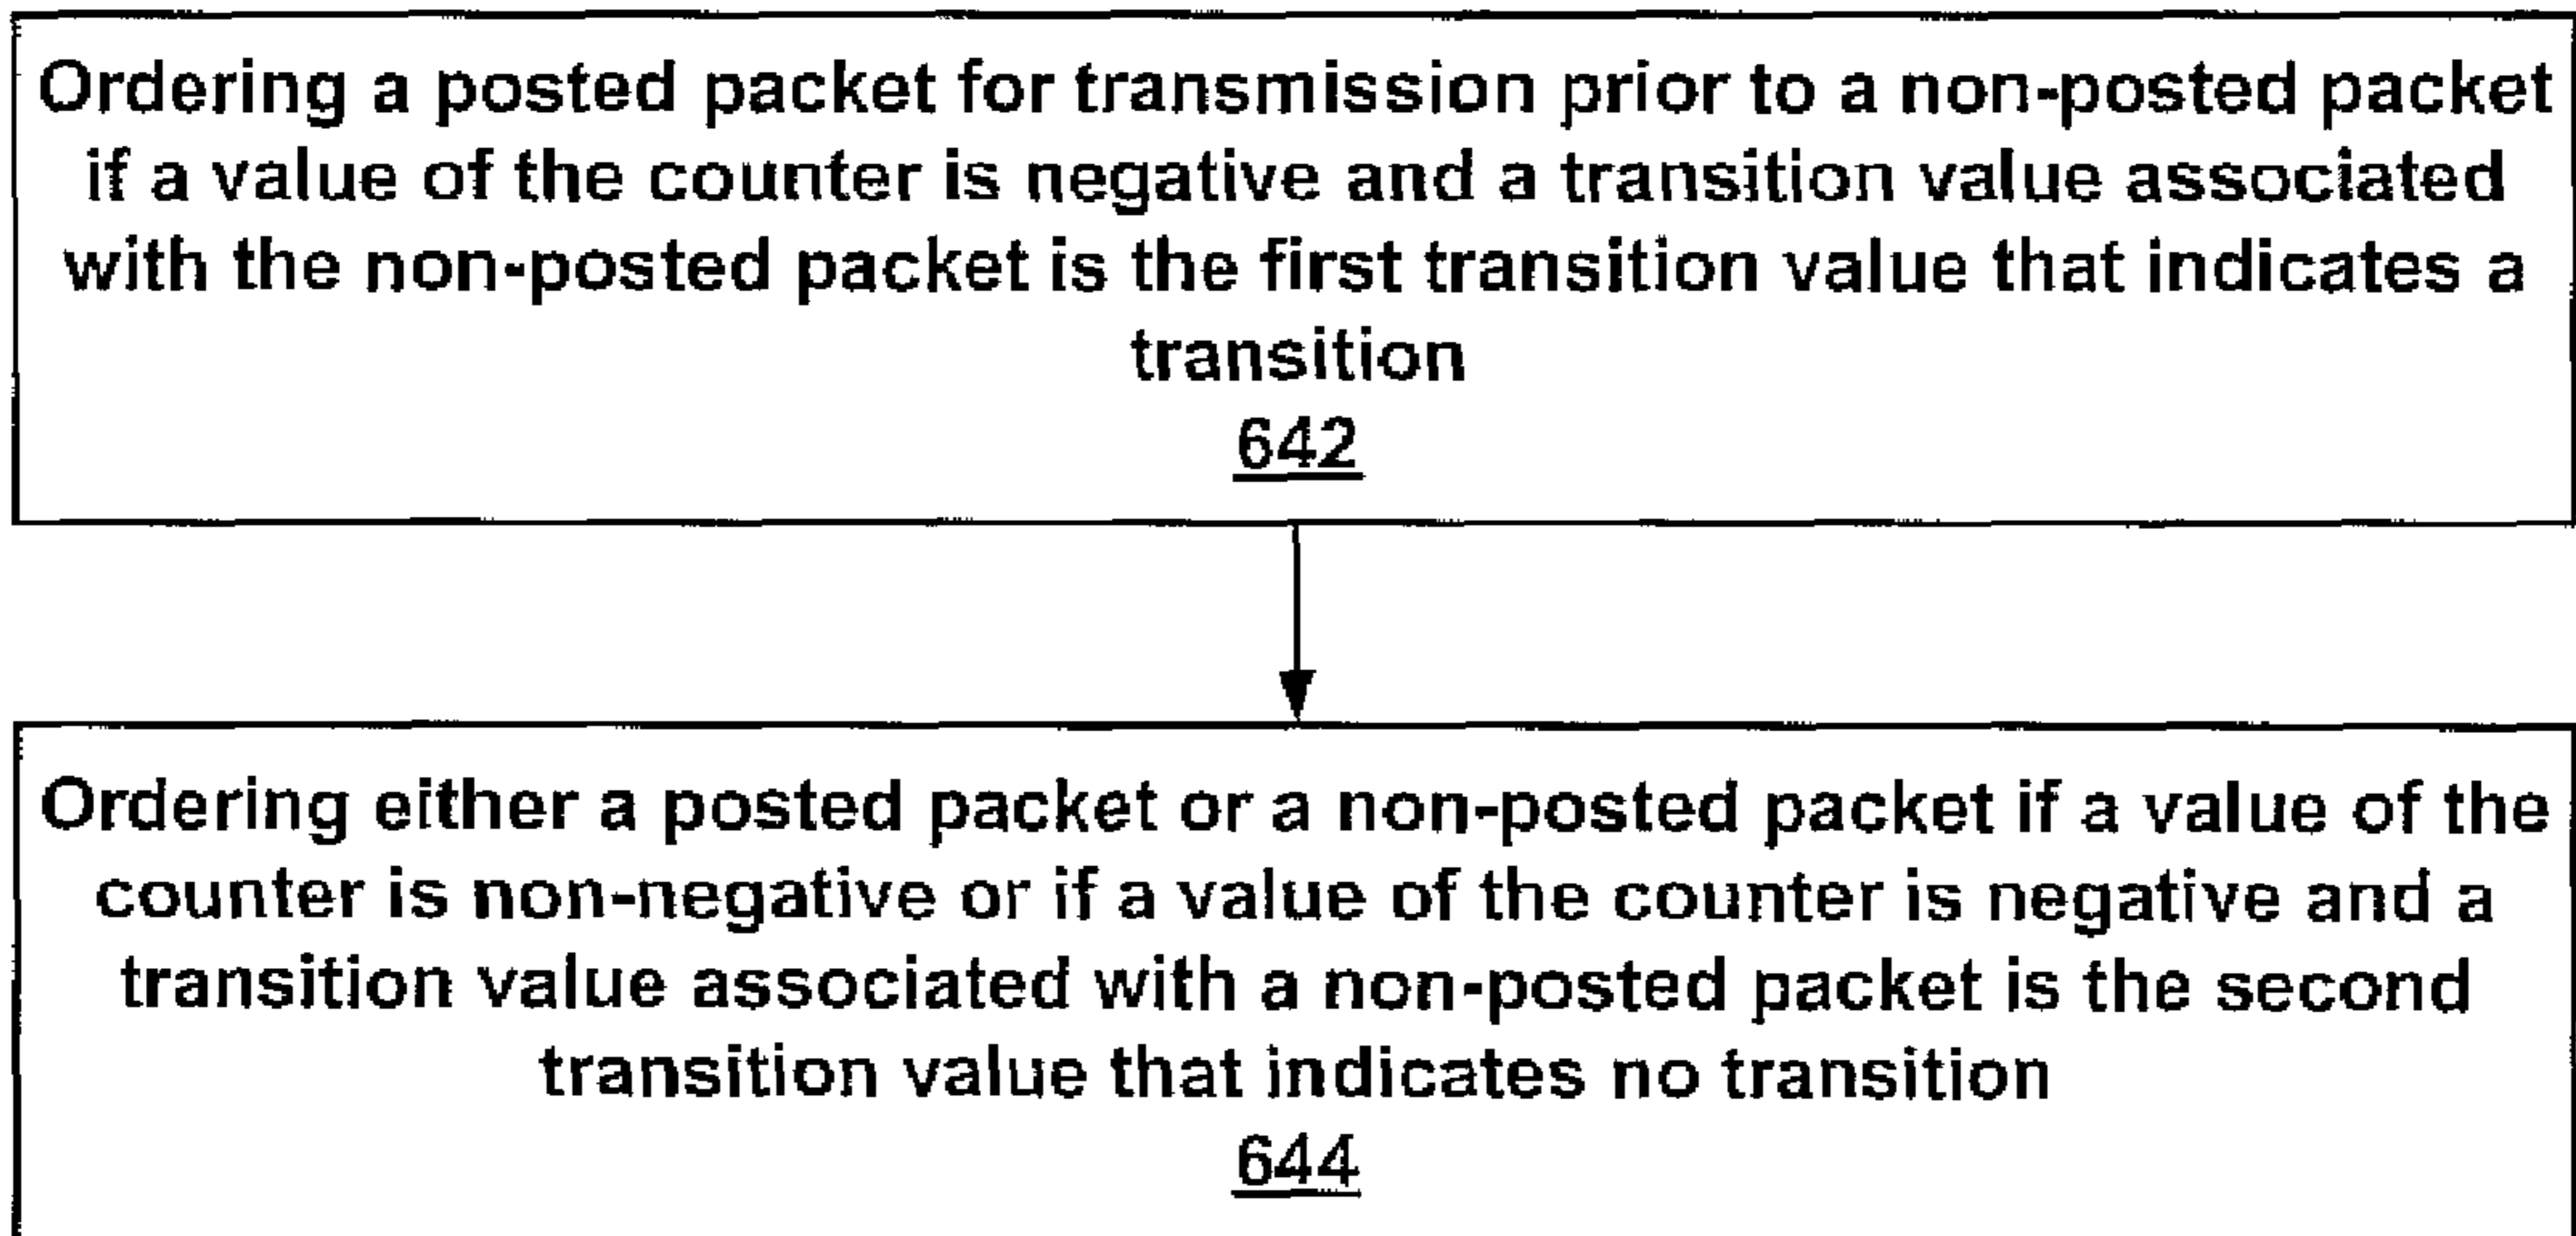 Ordering a posted packet for transmission prior to a non-posted packet
if a value of the counter is negative and a transition value associated
with the non-posted packet is the first transition value that indicates a
transition
642
Ordering either a posted packet or a non-posted packet if a value of the
counter is non-negative or if a value of the counter is negative and a
transition value associated with a non-posted packet is the second
transition value that indicates no transition
644